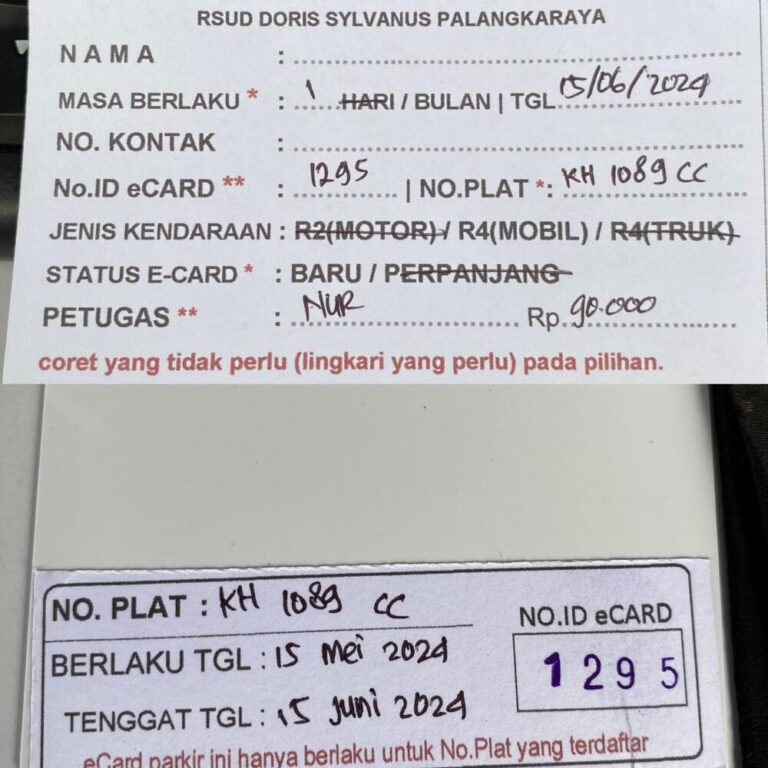 RSUD DORIS SYLVANUS PALANGKARAYA
NAMA :
MASA BERLAKU * : 1 HARI / BULAN | TGL 15/06/2024
NO. KONTAK :
No.ID eCARD ** : 1295 | NO.PLAT *: KH 1089 CC
JENIS KENDARAAN : R2(MOTOR) / R4(MOBIL) / R4(TRUK)
STATUS E-CARD * : BARU / PERPANJANG
PETUGAS ** : NUR Rp. 90.000
coret yang tidak perlu (lingkari yang perlu) pada pilihan.
NO. PLAT : KH 1089 CC
NO.ID eCARD
BERLAKU TGL : 15 Mei 2024
1295
TENGGAT TGL : 15 Juni 2024
eCard parkir ini hanya berlaku untuk No.Plat yang terdaftar